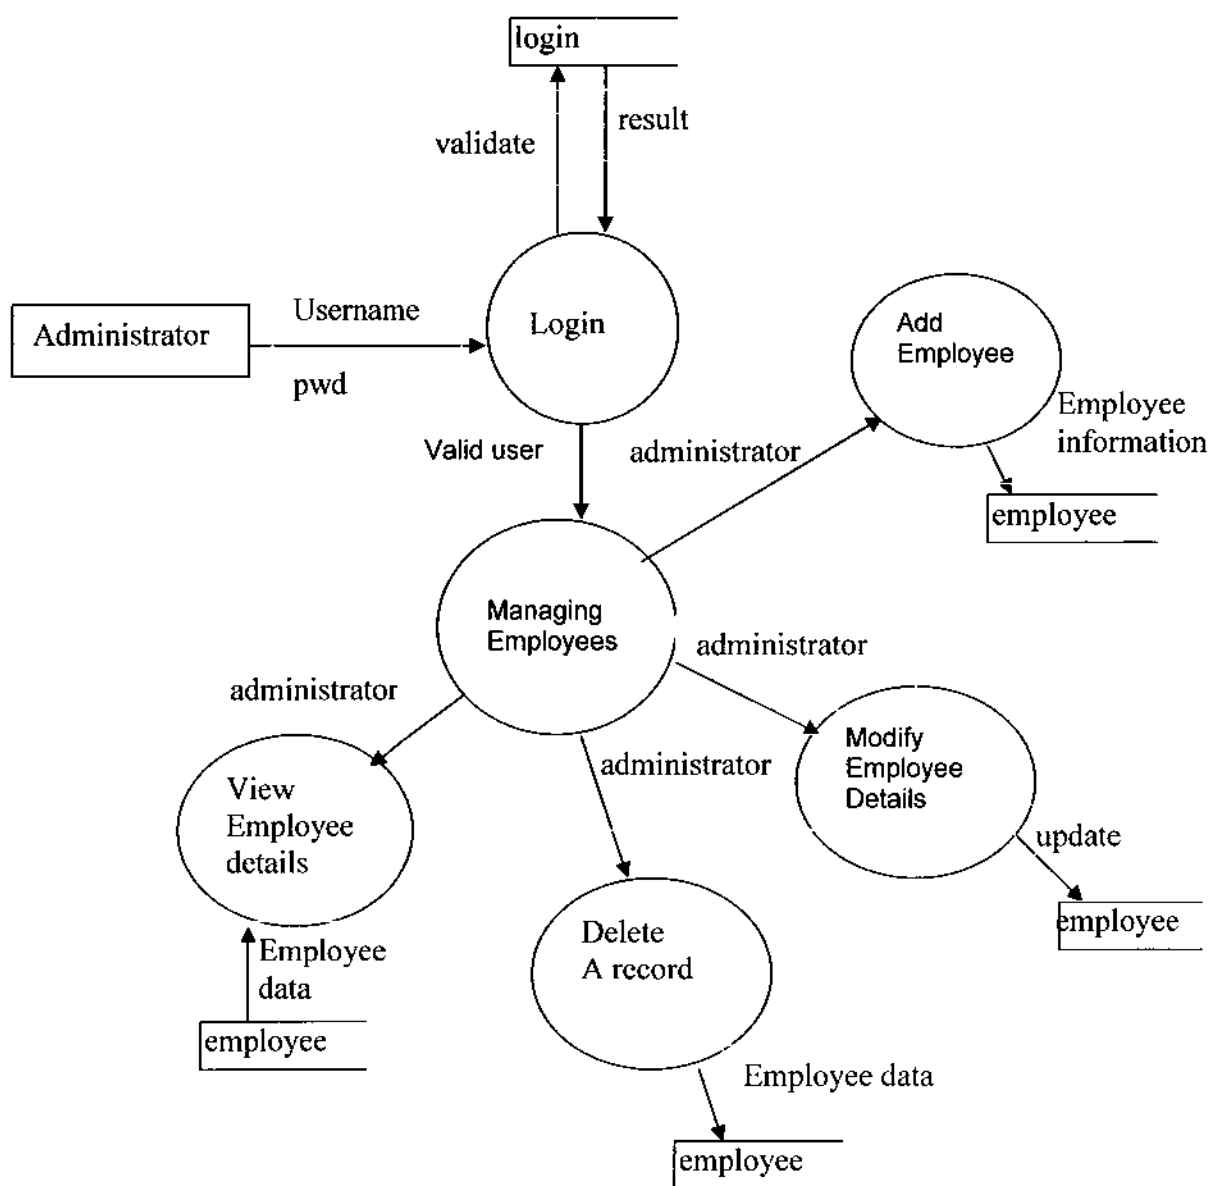 login
result
validate
Username
Administrator
Login
pwd
Add
Employee
Employee
information
Valid user
administrator
employee
Managing
Employees
administrator
administrator
administrator
Modify
Employee
Details
View
Employee
details
update
employee
Delete
A record
Employee
data
employee
Employee data
employee